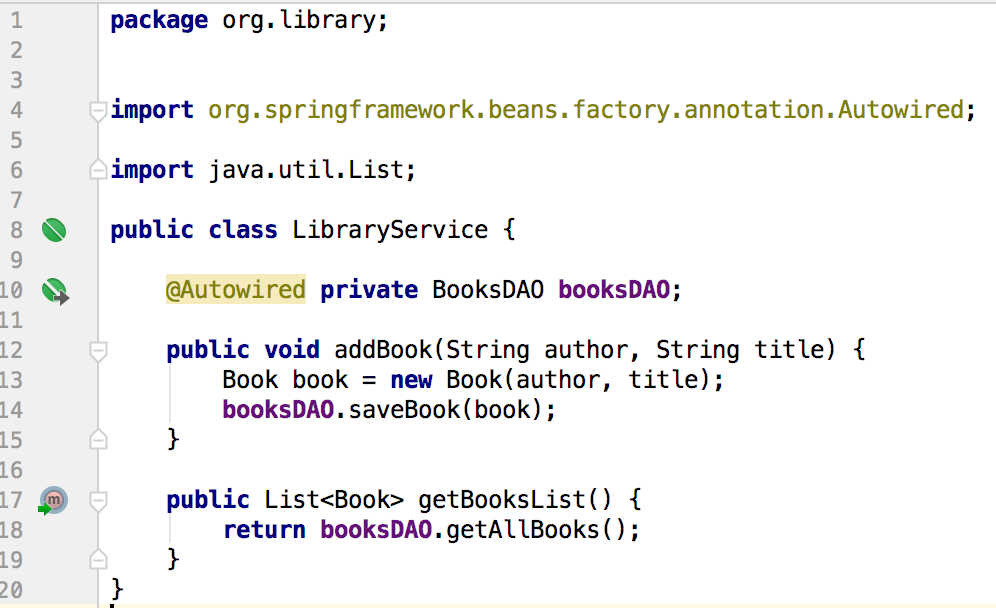 1 package org.library;
2
3
4 import org.springframework.beans.factory.annotation.Autowired;
5
6 import java.util.List;
7
8 public class LibraryService {
9
10 @Autowired private BooksDAO booksDAO;
11
12 public void addBook(String author, String title) {
13 Book book = new Book(author, title);
14 booksDAO.saveBook(book);
15 }
16
17 m public List<Book> getBooksList() {
18 return booksDAO.getAllBooks();
19 }
20 }